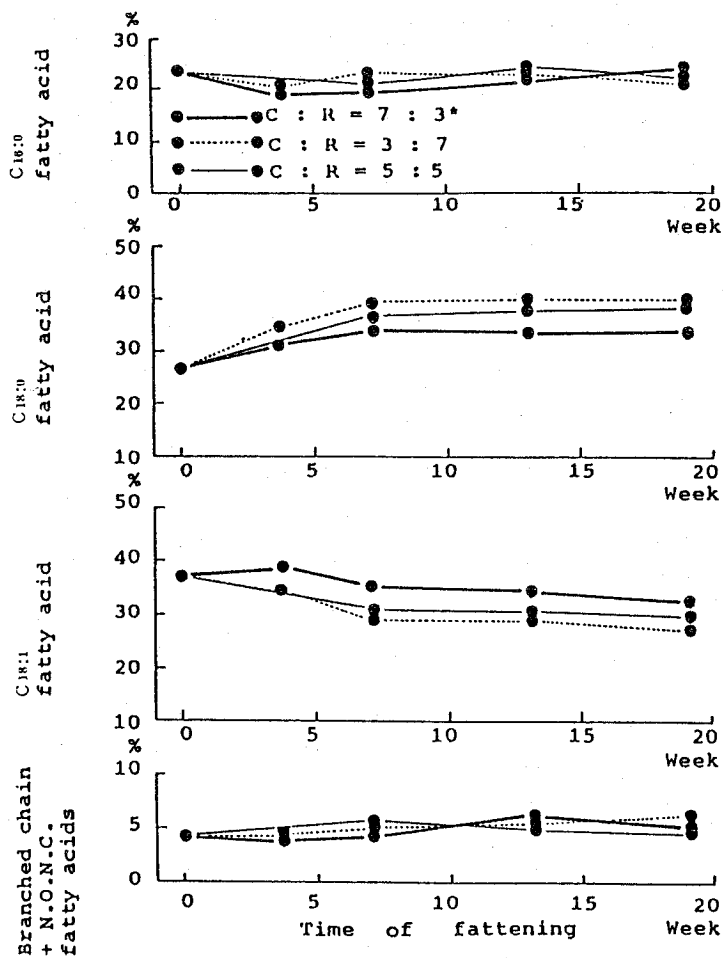 %
30
20
10
0
C16:0
fatty acid
C : R = 7 : 3*
C : R = 3 : 7
C : R = 5 : 5
0 5 10 15 20
Week
%
50
40
30
20
10
C18:0
fatty acid
0 5 10 15 20
Week
%
50
40
30
20
10
C18:1
fatty acid
0 5 10 15 20
Week
%
10
5
0
Branched chain
+ N.O.N.C.
fatty acids
0 5 10 15 20
Time of fattening Week